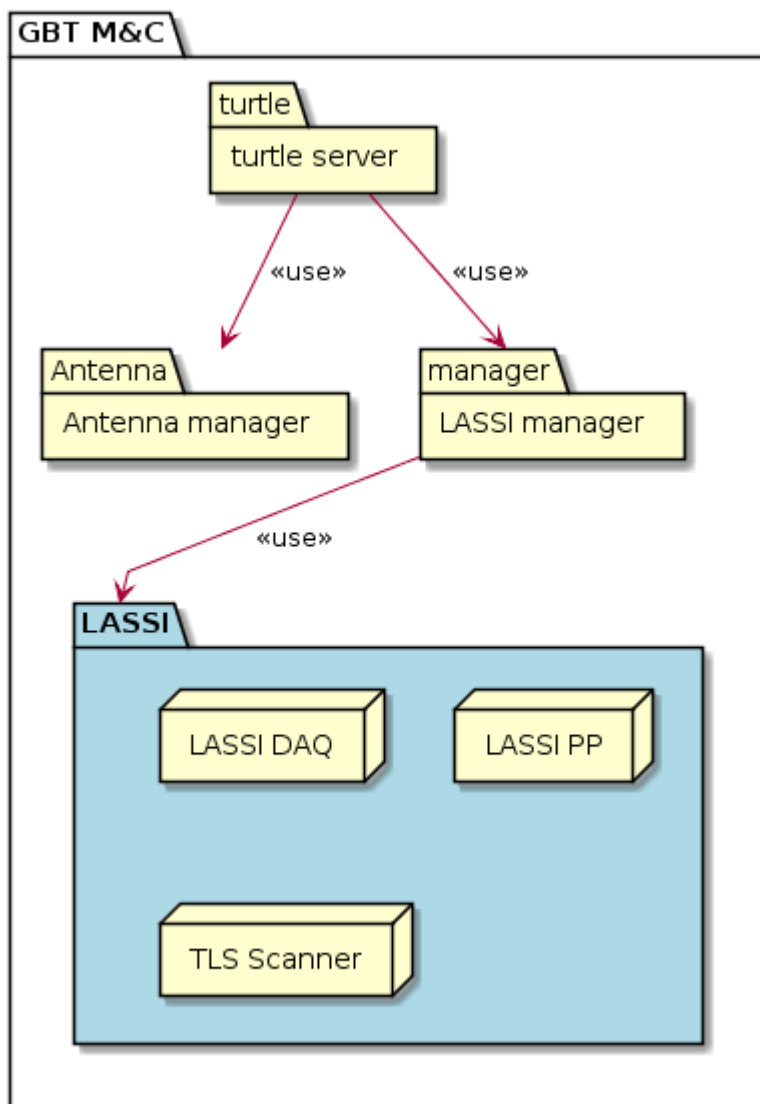 GBT M&C
turtle
turtle server
«use»
«use»
Antenna
Antenna manager
manager
LASSI manager
«use»
LASSI
LASSI DAQ
LASSI PP
TLS Scanner